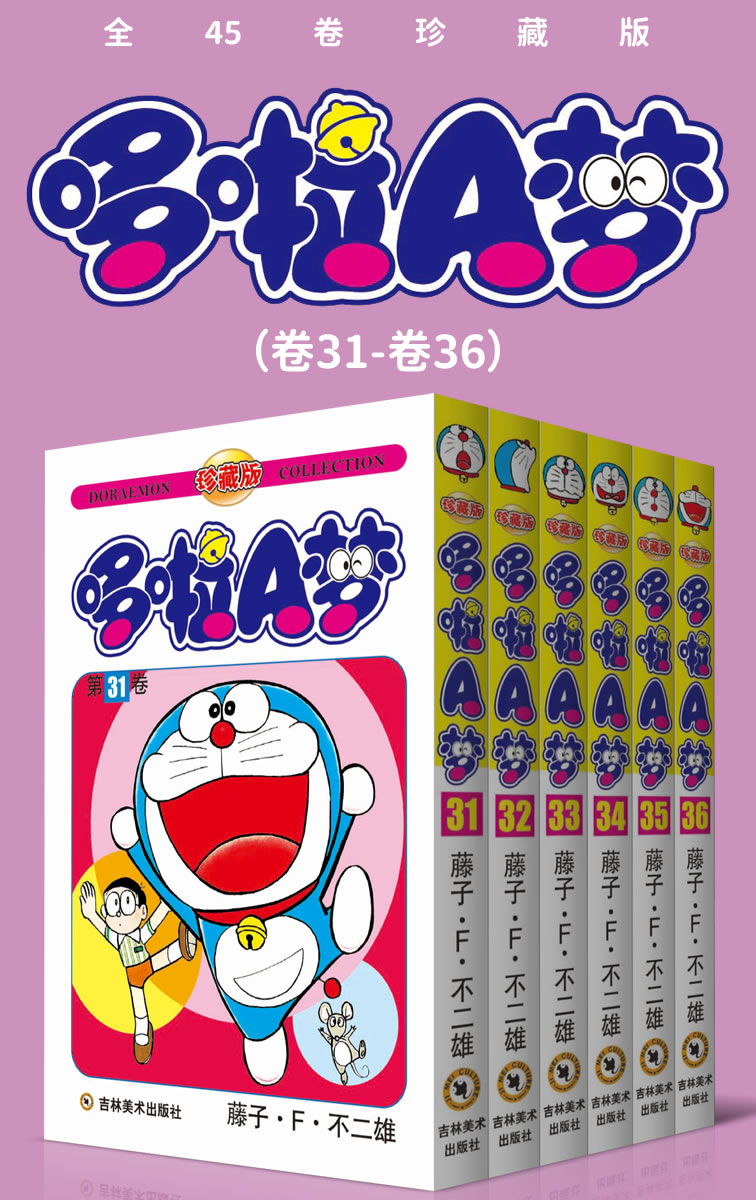 全45卷珍藏版
哆啦A梦
（卷31-卷36）
DORAEMON 珍藏版 COLLECTION
哆啦A梦
第31卷
吉林美术出版社
藤子·F·不二雄
珍藏版
哆啦A梦
31
藤子·F·不二雄
吉林美术
出版社
珍藏版
哆啦A梦
32
藤子·F·不二雄
吉林美术
出版社
珍藏版
哆啦A梦
33
藤子·F·不二雄
吉林美术
出版社
珍藏版
哆啦A梦
34
藤子·F·不二雄
吉林美术
出版社
珍藏版
哆啦A梦
35
藤子·F·不二雄
吉林美术
出版社
珍藏版
哆啦A梦
36
藤子·F·不二雄
吉林美术
出版社